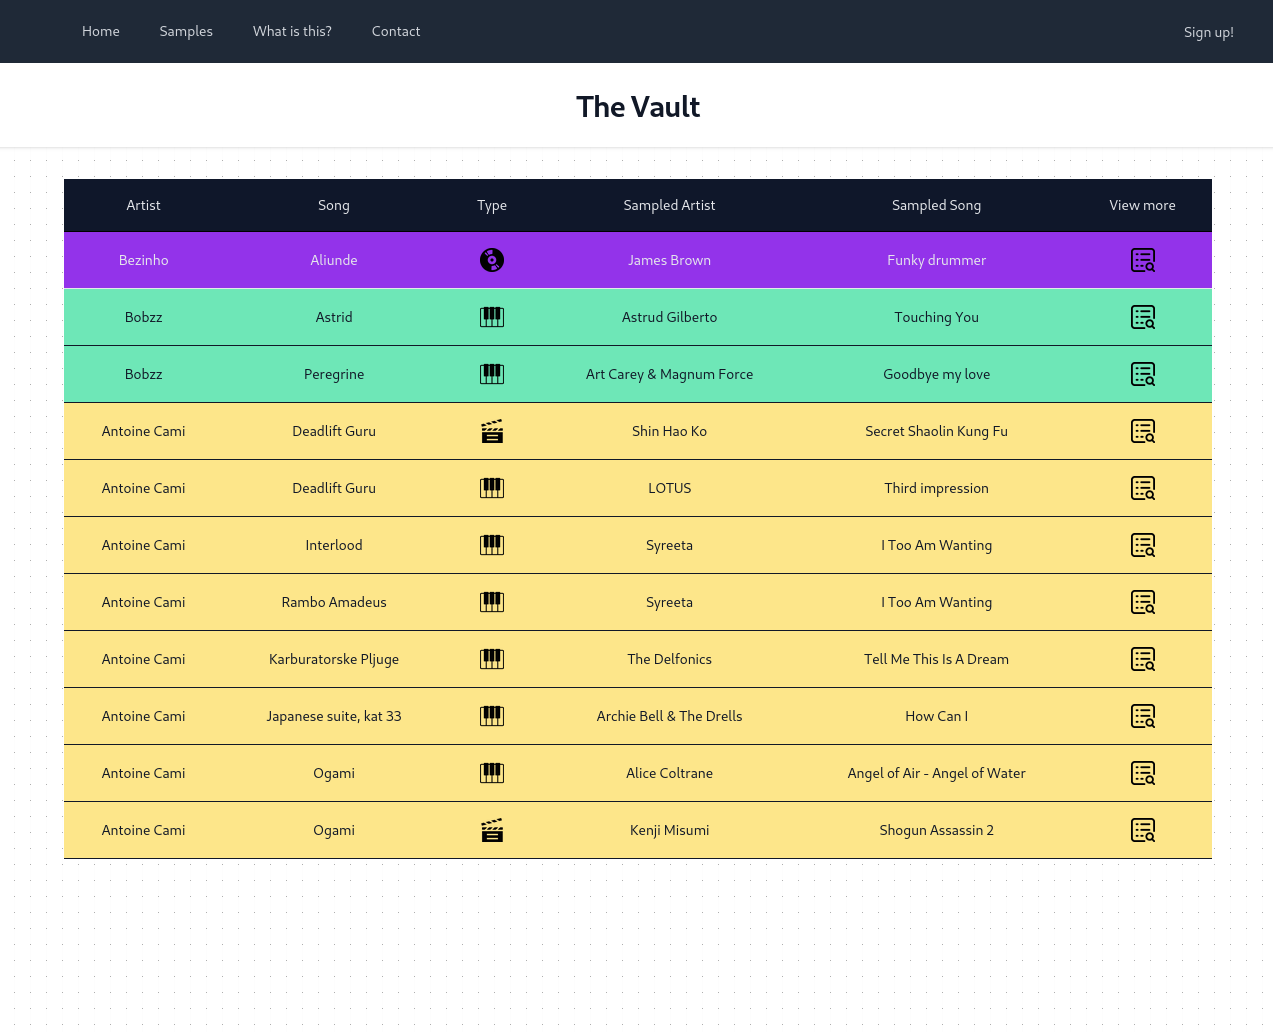 Home Samples What is this? Contact Sign up!
The Vault
Artist Song Type Sampled Artist Sampled Song View more
Bezinho Aliunde James Brown Funky drummer
Bobzz Astrid Astrud Gilberto Touching You
Bobzz Peregrine Art Carey & Magnum Force Goodbye my love
Antoine Cami Deadlift Guru Shin Hao Ko Secret Shaolin Kung Fu
Antoine Cami Deadlift Guru LOTUS Third impression
Antoine Cami Interlood Syreeta I Too Am Wanting
Antoine Cami Rambo Amadeus Syreeta I Too Am Wanting
Antoine Cami Karburatorske Pljuge The Delfonics Tell Me This Is A Dream
Antoine Cami Japanese suite, kat 33 Archie Bell & The Drells How Can I
Antoine Cami Ogami Alice Coltrane Angel of Air - Angel of Water
Antoine Cami Ogami Kenji Misumi Shogun Assassin 2